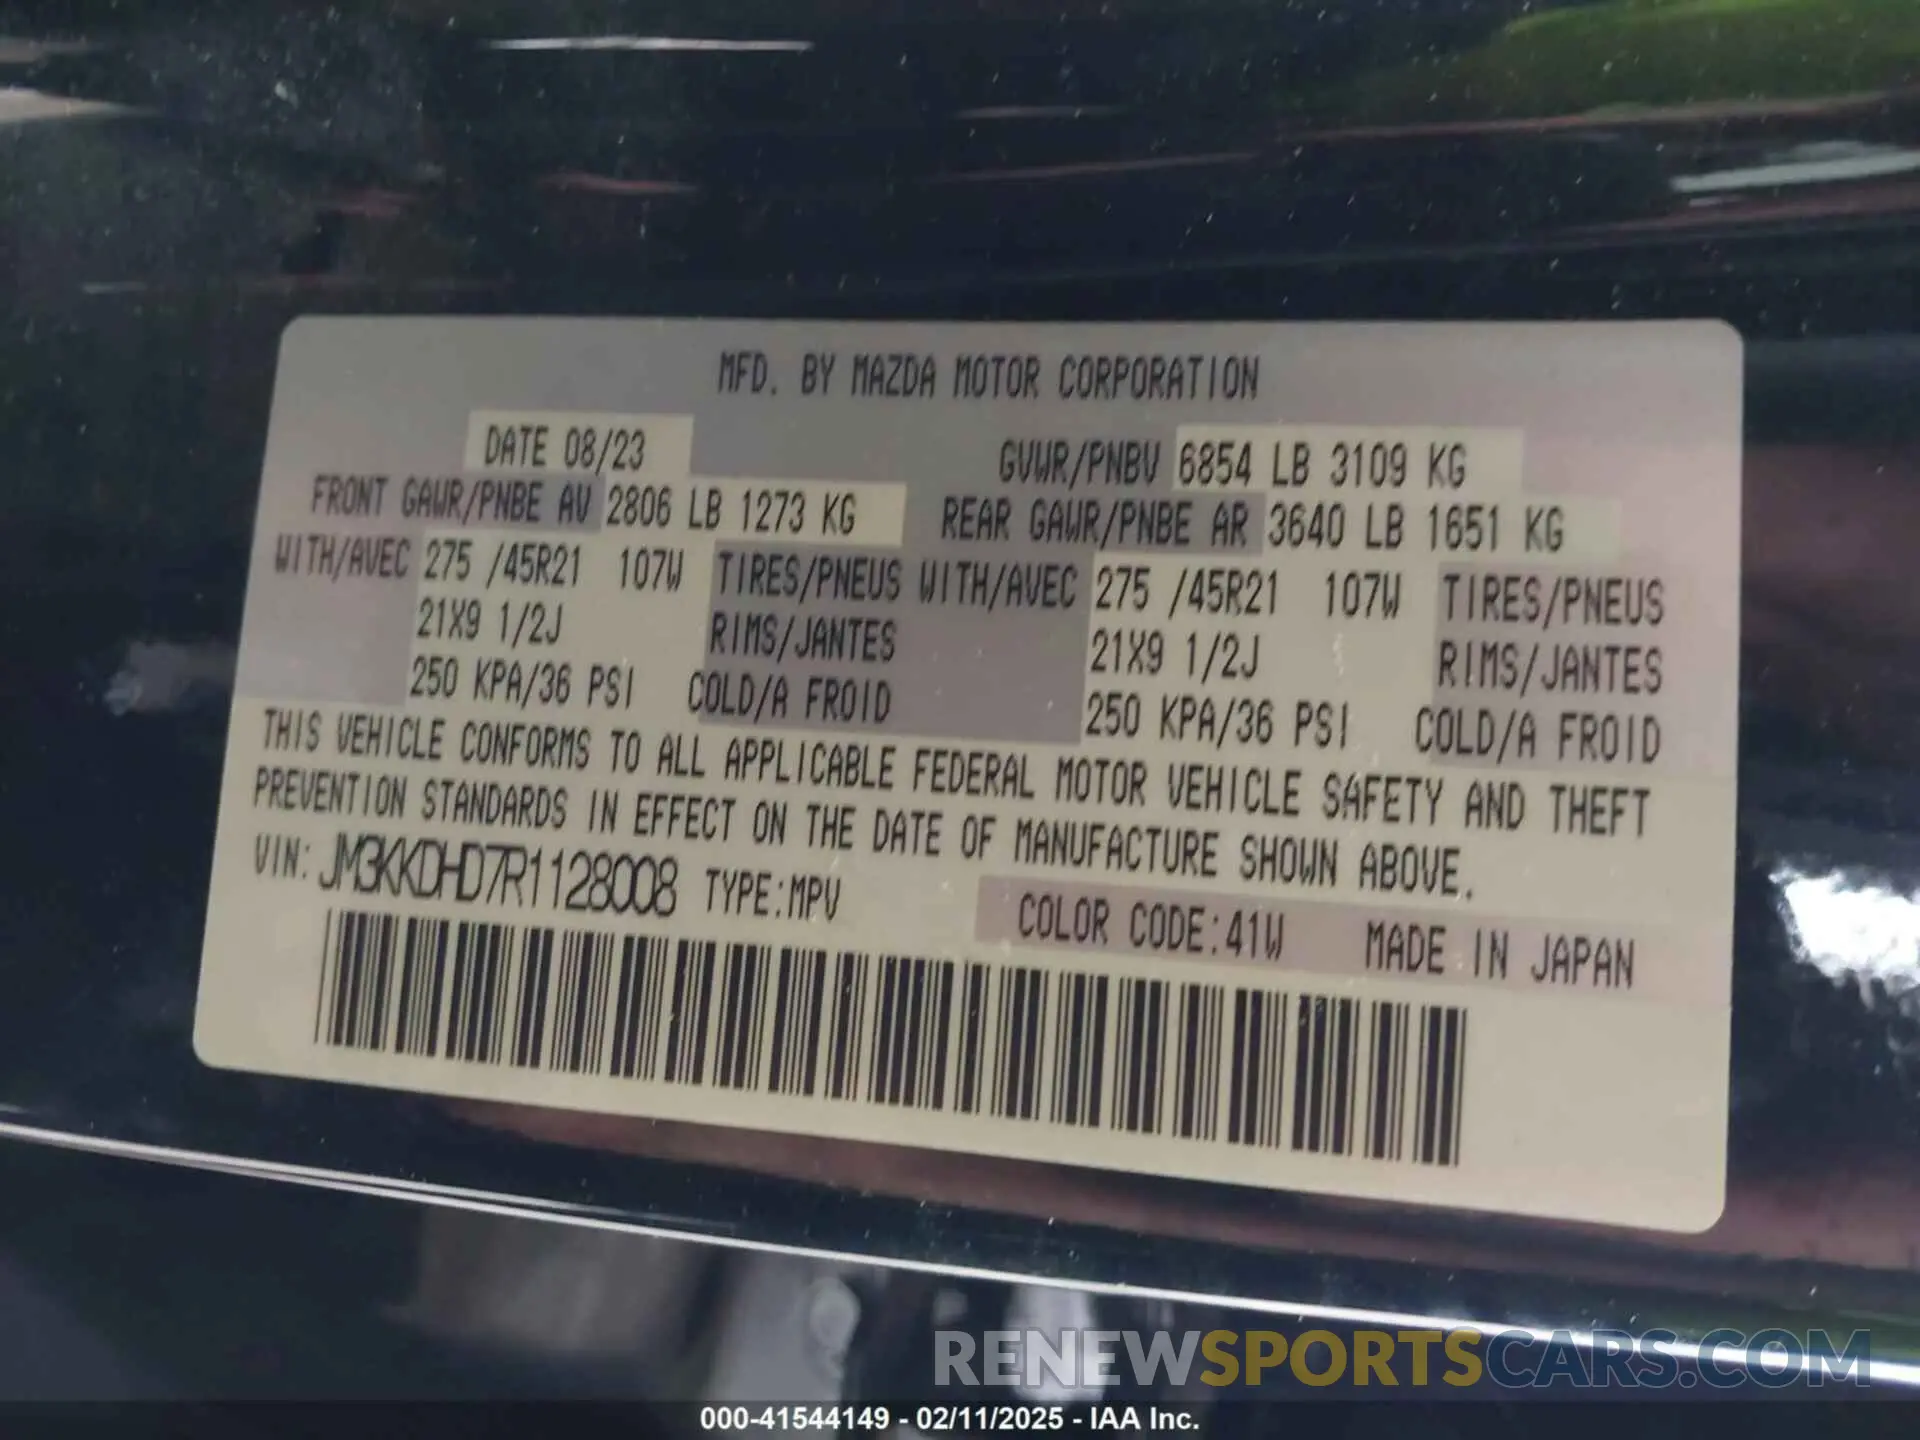 MFD. BY MAZDA MOTOR CORPORATION
DATE 08/23 GVWR/PNBV 6854 LB 3109 KG
FRONT GAWR/PNBE AV 2806 LB 1273 KG REAR GAWR/PNBE AR 3640 LB 1651 KG
WITH/AVEC 275 /45R21 107W TIRES/PNEUS WITH/AVEC 275 /45R21 107W TIRES/PNEUS
21X9 1/2J RIMS/JANTES 21X9 1/2J RIMS/JANTES
250 KPA/36 PSI COLD/A FROID 250 KPA/36 PSI COLD/A FROID
THIS VEHICLE CONFORMS TO ALL APPLICABLE FEDERAL MOTOR VEHICLE SAFETY AND THEFT
PREVENTION STANDARDS IN EFFECT ON THE DATE OF MANUFACTURE SHOWN ABOVE.
VIN: JM3KKDHD7R1128008 TYPE:MPV COLOR CODE:41W MADE IN JAPAN
RENEWSPORTSCARS.COM
000-41544149 - 02/11/2025 - IAA Inc.